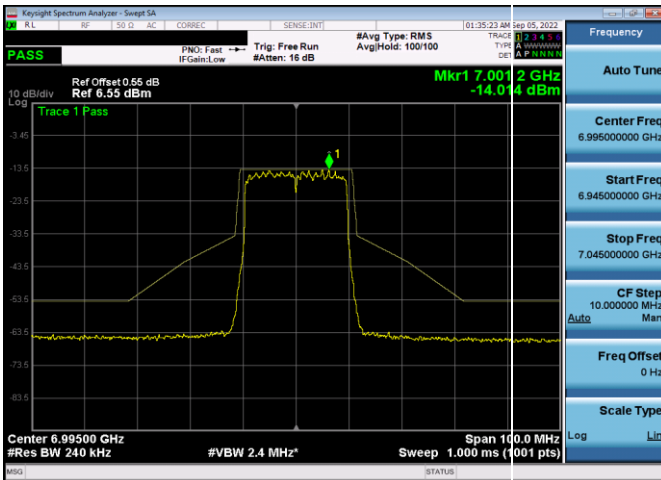 Keysight Spectrum Analyzer - Swept SA
RL RF 50 Ω AC CORREC SENSE:INT 01:35:23 AM Sep 05, 2022
PASS
PNO: Fast
IFGain:Low
Trig: Free Run
#Atten: 16 dB
#Avg Type: RMS
Avg|Hold: 100/100
TRACE 1 2 3 4 5 6
TYPE A WWWWW
DET A P N N N N
Frequency
Mkr1 7.001 2 GHz
-14.014 dBm
Ref Offset 0.55 dB
10 dB/div Ref 6.55 dBm
Log
Trace 1 Pass
1
-3.45
-13.5
-23.5
-33.5
-43.5
-53.5
-63.5
-73.5
-83.5
Center 6.99500 GHz
Span 100.0 MHz
#Res BW 240 kHz
#VBW 2.4 MHz*
Sweep 1.000 ms (1001 pts)
Auto Tune
Center Freq
6.995000000 GHz
Start Freq
6.945000000 GHz
Stop Freq
7.045000000 GHz
CF Step
10.000000 MHz
Auto Man
Freq Offset
0 Hz
Scale Type
Log Lin
MSG STATUS